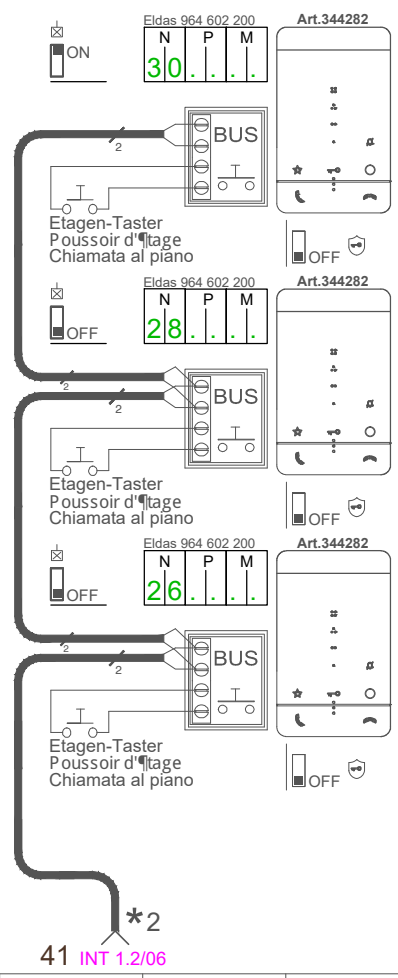 Eldas 964 602 200
Art.344282
N P M
ON
30....
BUS
2
Etagen-Taster
Poussoir d'¶tage
Chiamata al piano
OFF
Eldas 964 602 200
Art.344282
N P M
OFF
28....
BUS
2
2
Etagen-Taster
Poussoir d'¶tage
Chiamata al piano
OFF
Eldas 964 602 200
Art.344282
N P M
OFF
26....
BUS
2
2
Etagen-Taster
Poussoir d'¶tage
Chiamata al piano
OFF
*2
41 INT 1.2/06